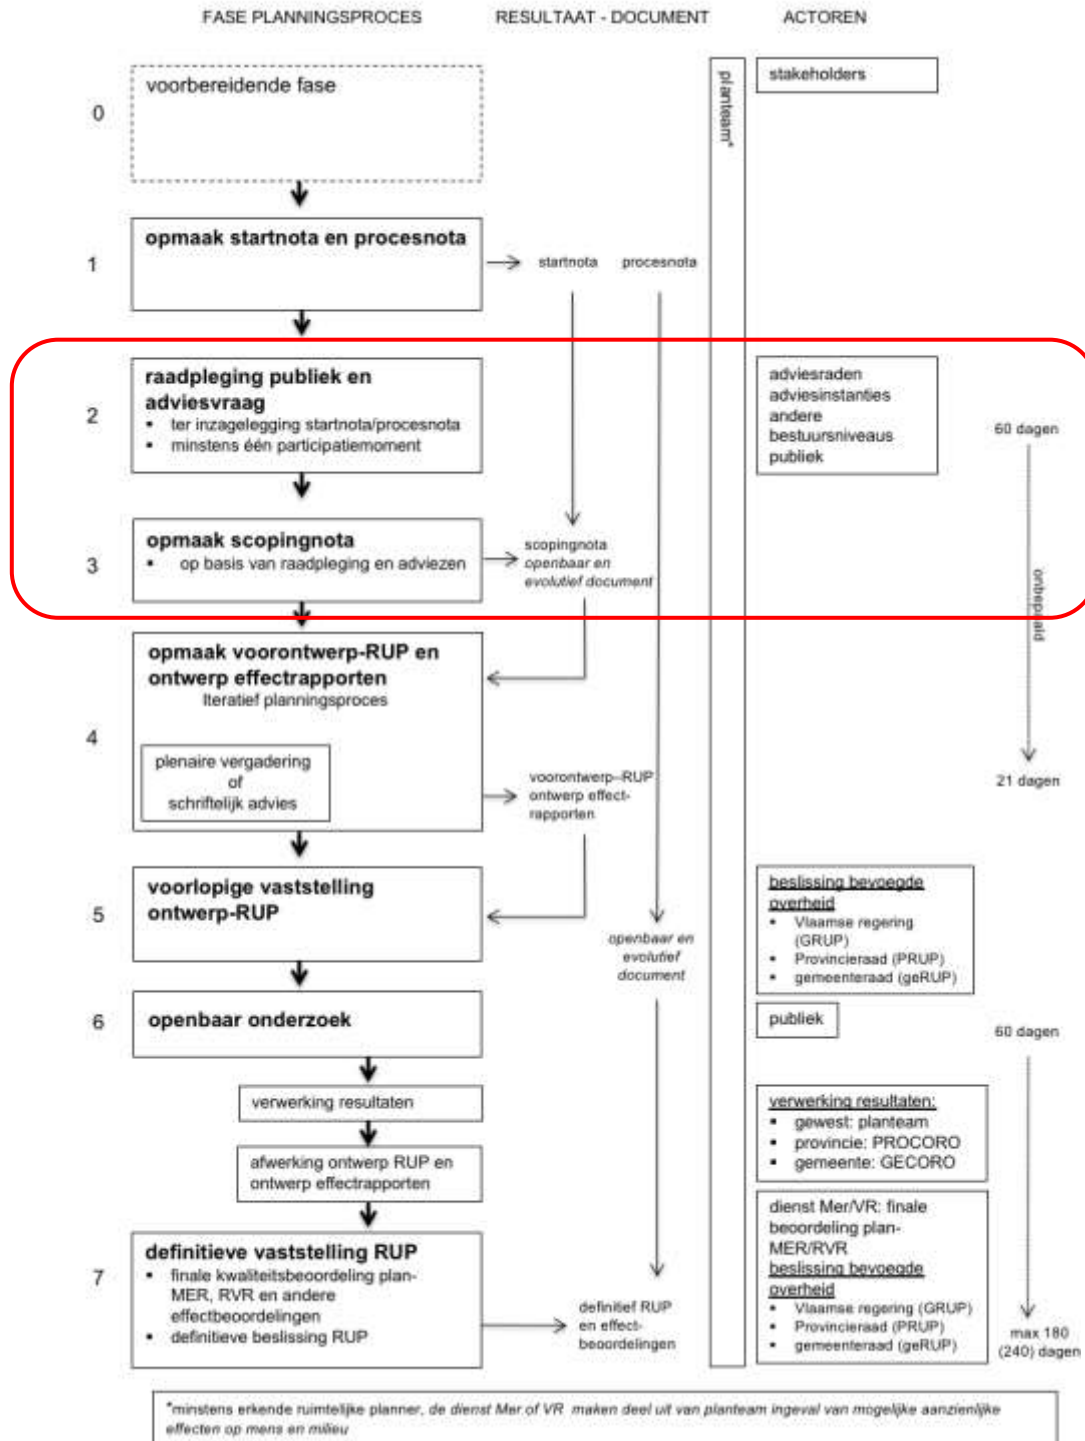 FASE PLANNINGSPROCES
RESULTAAT - DOCUMENT
ACTOREN
0
voorbereidende fase
planteam*
stakeholders
1
opmaak startnota en procesnota
startnota
procesnota
2
raadpleging publiek en
adviesvraag
▪ ter inzagelegging startnota/procesnota
▪ minstens één participatiemoment
adviesraden
adviesinstanties
andere
bestuursniveaus
publiek
60 dagen
3
opmaak scopingnota
▪ op basis van raadpleging en adviezen
scopingnota
openbaar en
evolutief document
onbepaald
4
opmaak voorontwerp-RUP en
ontwerp effectrapporten
Iteratief planningsproces
plenaire vergadering
of
schriftelijk advies
voorontwerp–RUP
ontwerp effect-
rapporten
21 dagen
5
voorlopige vaststelling
ontwerp-RUP
openbaar en
evolutief
document
beslissing bevoegde
overheid
▪ Vlaamse regering
(GRUP)
▪ Provincieraad (PRUP)
▪ gemeenteraad (geRUP)
6
openbaar onderzoek
publiek
60 dagen
verwerking resultaten
verwerking resultaten:
▪ gewest: planteam
▪ provincie: PROCORO
▪ gemeente: GECORO
afwerking ontwerp RUP en
ontwerp effectrapporten
7
definitieve vaststelling RUP
▪ finale kwaliteitsbeoordeling plan-
MER, RVR en andere
effectbeoordelingen
▪ definitieve beslissing RUP
definitief RUP
en effect-
beoordelingen
dienst Mer/VR: finale
beoordeling plan-
MER/RVR
beslissing bevoegde
overheid
▪ Vlaamse regering (GRUP)
▪ Provincieraad (PRUP)
▪ gemeenteraad (geRUP)
max 180
(240) dagen
*minstens erkende ruimtelijke planner, de dienst Mer of VR maken deel uit van planteam ingeval van mogelijke aanzienlijke
effecten op mens en milieu